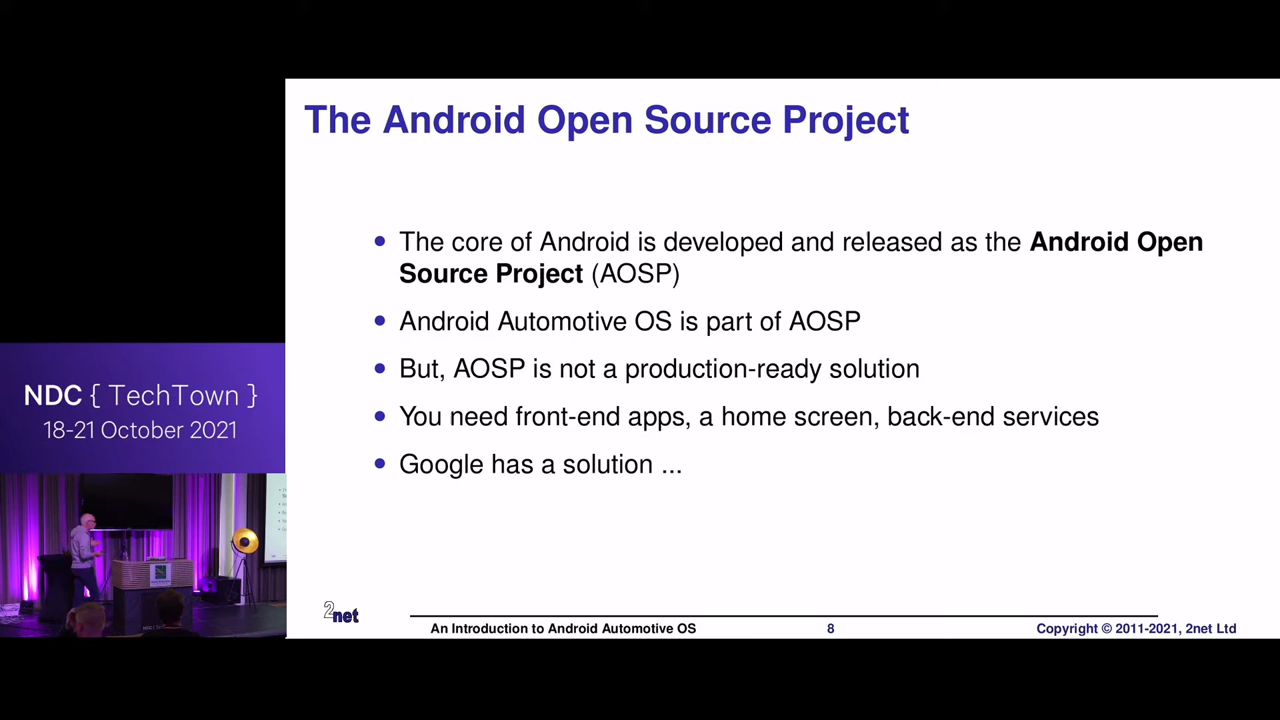 The Android Open Source Project
• The core of Android is developed and released as the Android Open
Source Project (AOSP)
• Android Automotive OS is part of AOSP
• But, AOSP is not a production-ready solution
• You need front-end apps, a home screen, back-end services
• Google has a solution ...
NDC { TechTown }
18-21 October 2021
2net
An Introduction to Android Automotive OS 8 Copyright © 2011-2021, 2net Ltd